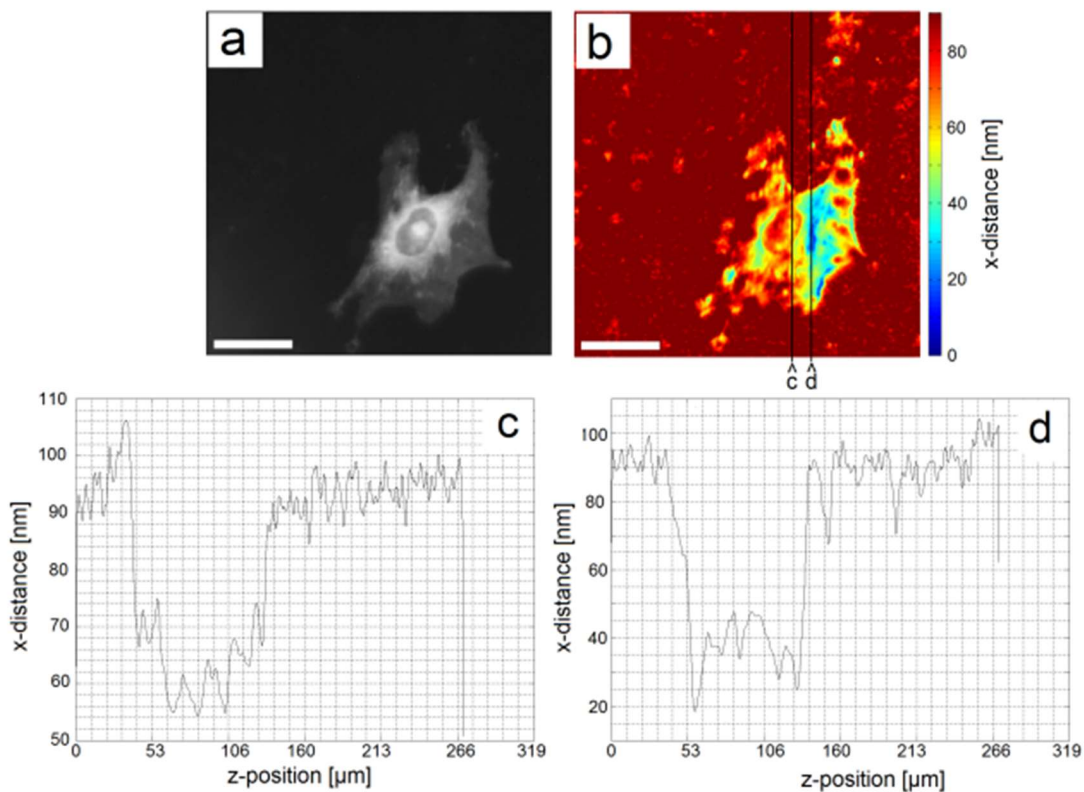 a
b
80
60
40
20
0
x-distance [nm]
^ ^
c d
110
100
90
80
70
60
50
x-distance [nm]
c
0 53 106 160 213 266 319
z-position [µm]
100
80
60
40
20
x-distance [nm]
d
0 53 106 160 213 266 319
z-position [µm]